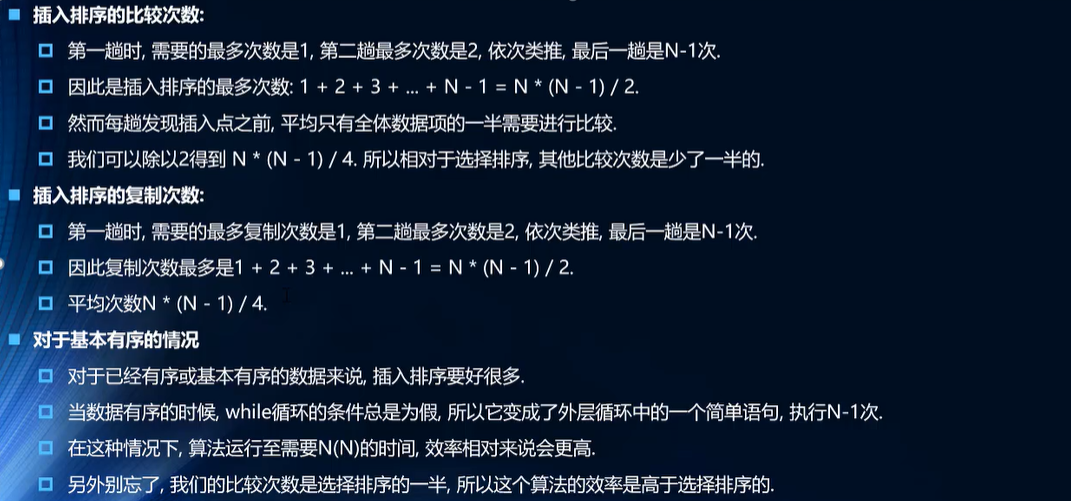 插入排序的比较次数:
第一趟时, 需要的最多次数是1, 第二趟最多次数是2, 依次类推, 最后一趟是N-1次.
因此是插入排序的最多次数: 1 + 2 + 3 + ... + N - 1 = N * (N - 1) / 2.
然而每趟发现插入点之前, 平均只有全体数据项的一半需要进行比较.
我们可以除以2得到 N * (N - 1) / 4. 所以相对于选择排序, 其他比较次数是少了一半的.
插入排序的复制次数:
第一趟时, 需要的最多复制次数是1, 第二趟最多次数是2, 依次类推, 最后一趟是N-1次.
因此复制次数最多是1 + 2 + 3 + ... + N - 1 = N * (N - 1) / 2.
平均次数N * (N - 1) / 4.
对于基本有序的情况
对于已经有序或基本有序的数据来说, 插入排序要好很多.
当数据有序的时候, while循环的条件总是为假, 所以它变成了外层循环中的一个简单语句, 执行N-1次.
在这种情况下, 算法运行至需要N(N)的时间, 效率相对来说会更高.
另外别忘了, 我们的比较次数是选择排序的一半, 所以这个算法的效率是高于选择排序的.